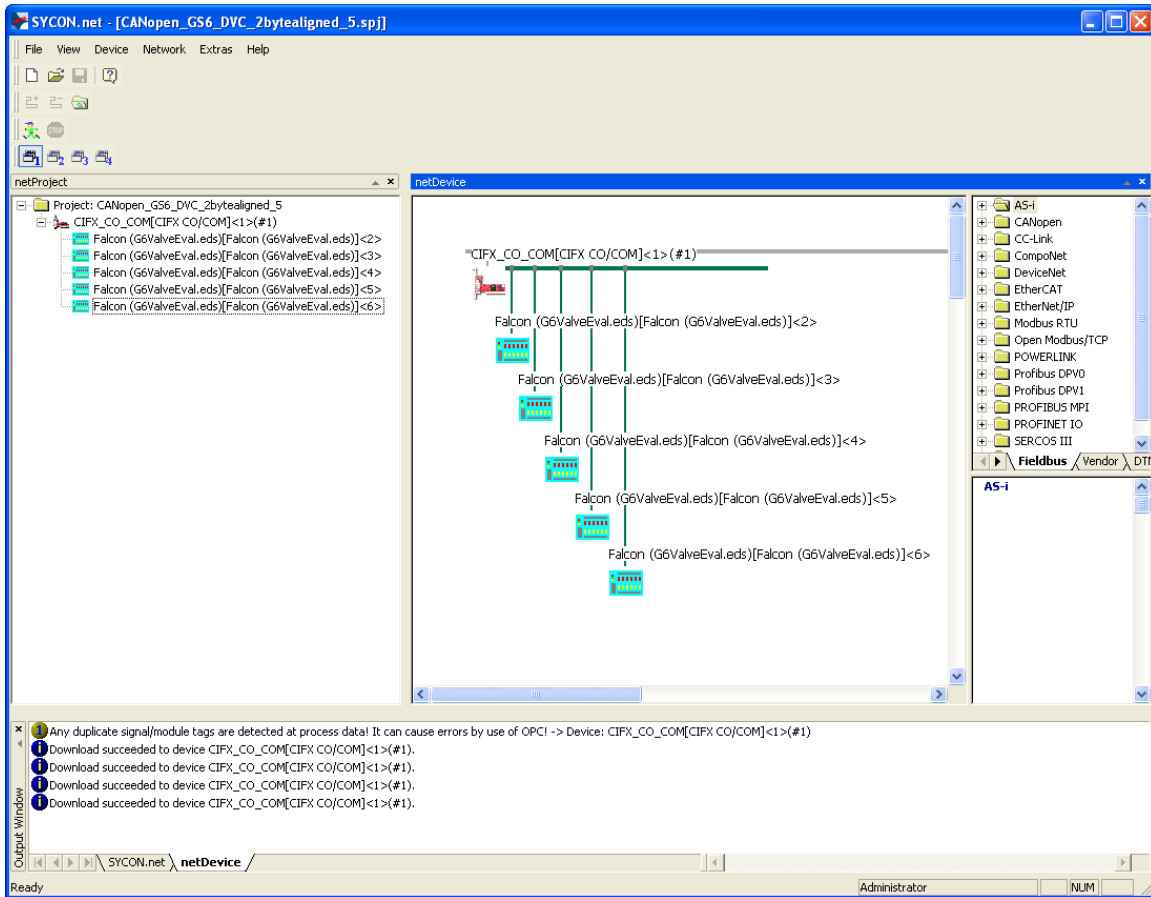 SYCON.net - [CANopen_GS6_DVC_2bytealigned_5.spj]
File View Device Network Extras Help
STOP
1 2 3 4
netProject
netDevice
Project: CANopen_GS6_DVC_2bytealigned_5
CIFX_CO_COM[CIFX CO/COM]<1>(#1)
Falcon (G6ValveEval.eds)[Falcon (G6ValveEval.eds)]<2>
Falcon (G6ValveEval.eds)[Falcon (G6ValveEval.eds)]<3>
Falcon (G6ValveEval.eds)[Falcon (G6ValveEval.eds)]<4>
Falcon (G6ValveEval.eds)[Falcon (G6ValveEval.eds)]<5>
Falcon (G6ValveEval.eds)[Falcon (G6ValveEval.eds)]<6>
CIFX_CO_COM[CIFX CO/COM]<1>(#1)
Falcon (G6ValveEval.eds)[Falcon (G6ValveEval.eds)]<2>
Falcon (G6ValveEval.eds)[Falcon (G6ValveEval.eds)]<3>
Falcon (G6ValveEval.eds)[Falcon (G6ValveEval.eds)]<4>
Falcon (G6ValveEval.eds)[Falcon (G6ValveEval.eds)]<5>
Falcon (G6ValveEval.eds)[Falcon (G6ValveEval.eds)]<6>
AS-i
CANopen
CC-Link
CompoNet
DeviceNet
EtherCAT
EtherNet/IP
Modbus RTU
Open Modbus/TCP
POWERLINK
Profibus DPV0
Profibus DPV1
PROFIBUS MPI
PROFINET IO
SERCOS III
Fieldbus Vendor DTM
AS-i
Any duplicate signal/module tags are detected at process data! It can cause errors by use of OPC! -> Device: CIFX_CO_COM[CIFX CO/COM]<1>(#1)
Download succeeded to device CIFX_CO_COM[CIFX CO/COM]<1>(#1).
Download succeeded to device CIFX_CO_COM[CIFX CO/COM]<1>(#1).
Download succeeded to device CIFX_CO_COM[CIFX CO/COM]<1>(#1).
Download succeeded to device CIFX_CO_COM[CIFX CO/COM]<1>(#1).
Output Window
SYCON.net netDevice
Ready
Administrator
NUM